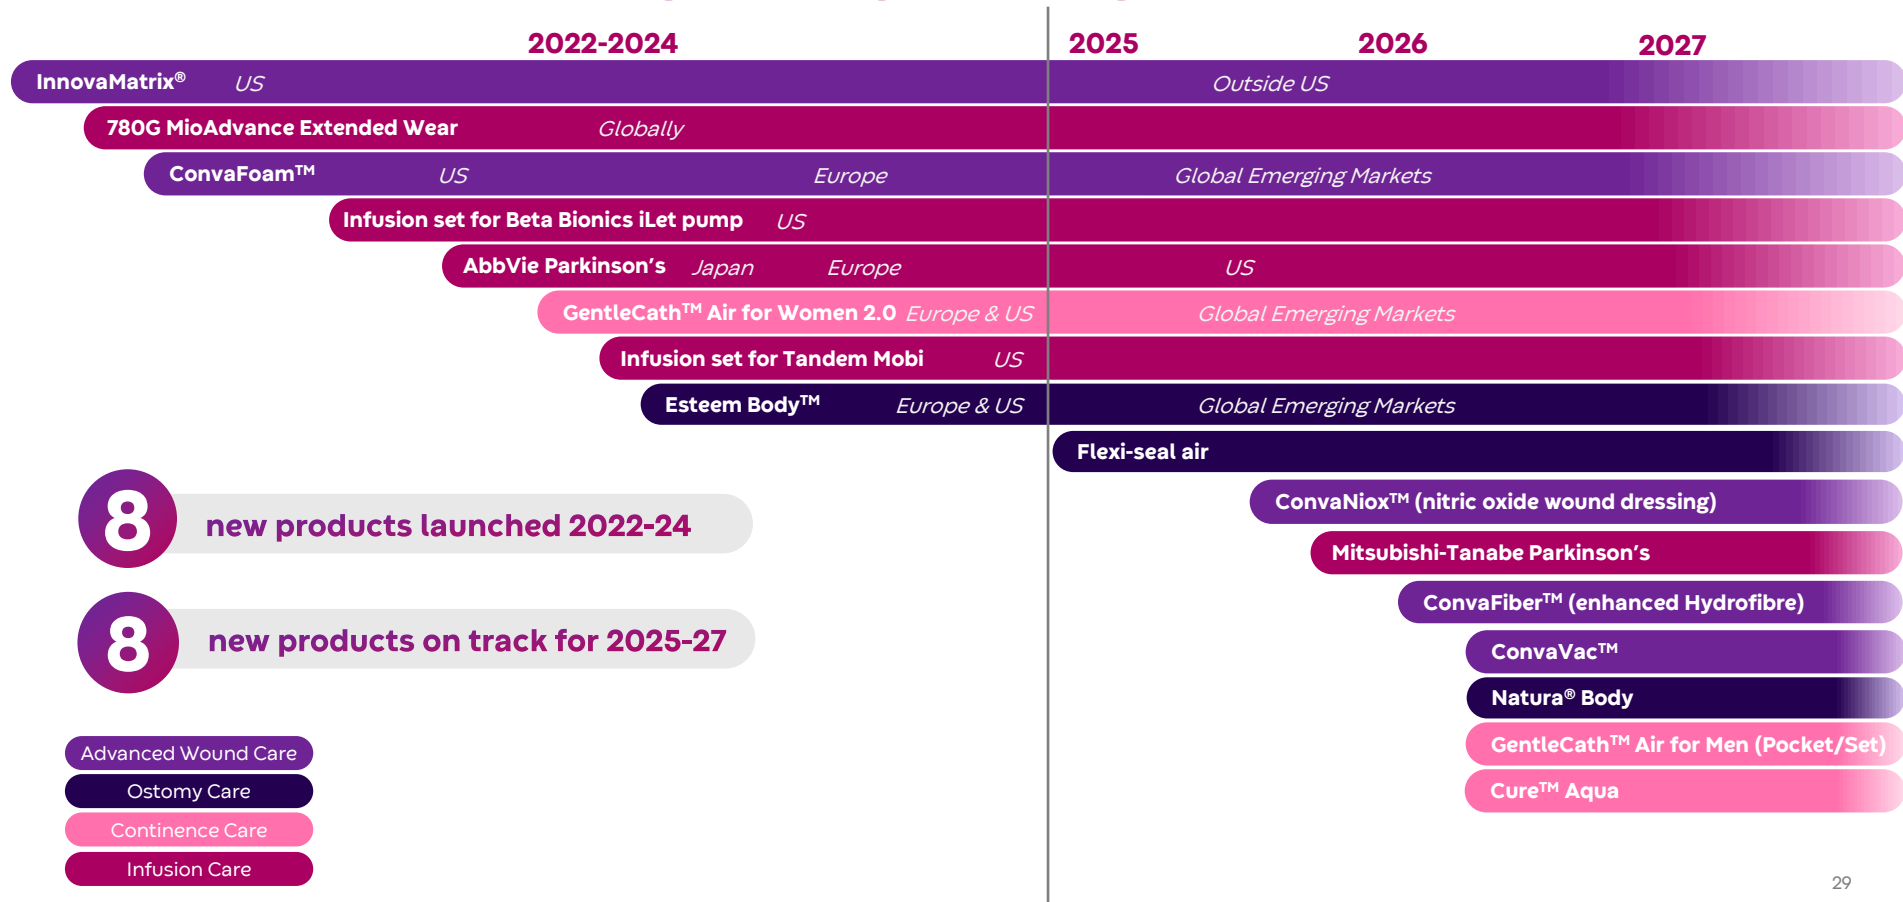 2022-2024 2025 2026 2027
InnovaMatrix® US Outside US
780G MioAdvance Extended Wear Globally
ConvaFoam™ US Europe Global Emerging Markets
Infusion set for Beta Bionics iLet pump US
AbbVie Parkinson's Japan Europe US
GentleCath™ Air for Women 2.0 Europe & US Global Emerging Markets
Infusion set for Tandem Mobi US
Esteem Body™ Europe & US Global Emerging Markets
Flexi-seal air
ConvaNiox™ (nitric oxide wound dressing)
Mitsubishi-Tanabe Parkinson's
ConvaFiber™ (enhanced Hydrofibre)
ConvaVac™
Natura® Body
GentleCath™ Air for Men (Pocket/Set)
Cure™ Aqua
8 new products launched 2022-24
8 new products on track for 2025-27
Advanced Wound Care
Ostomy Care
Continence Care
Infusion Care
29